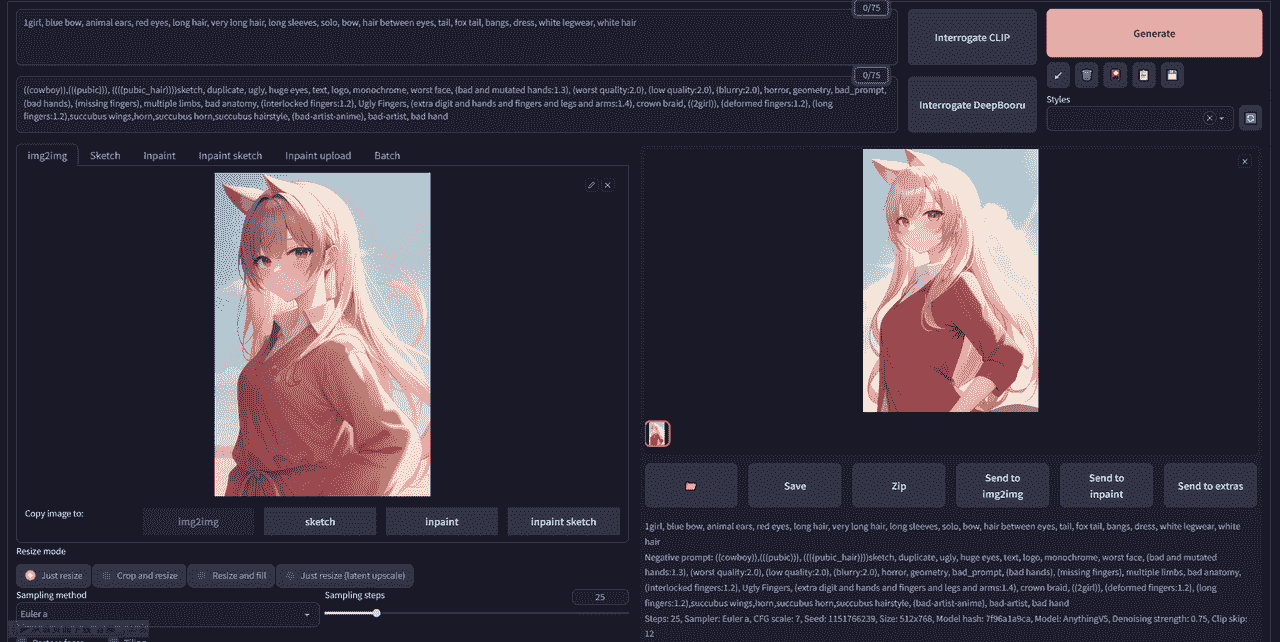 0/75
1girl, blue bow, animal ears, red eyes, long hair, very long hair, long sleeves, solo, bow, hair between eyes, tail, fox tail, bangs, dress, white legwear, white hair
Interrogate CLIP
Generate
0/75
((cowboy)),(((pubic))), ((((pubic_hair))))sketch, duplicate, ugly, huge eyes, text, logo, monochrome, worst face, (bad and mutated hands:1.3), (worst quality:2.0), (low quality:2.0), (blurry:2.0), horror, geometry, bad_prompt,
(bad hands), (missing fingers), multiple limbs, bad anatomy, (interlocked fingers:1.2), Ugly Fingers, (extra digit and hands and fingers and legs and arms:1.4), crown braid, ((2girl)), (deformed fingers:1.2), (long
fingers:1.2),succubus wings,horn,succubus horn,succubus hairstyle, (bad-artist-anime), bad-artist, bad hand
Interrogate DeepBooru
Styles
img2img Sketch Inpaint Inpaint sketch Inpaint upload Batch
Copy image to:
img2img sketch inpaint inpaint sketch
Resize mode
Just resize Crop and resize Resize and fill Just resize (latent upscale)
Sampling method
Euler a
Sampling steps
25
Save Zip Send to
img2img Send to
inpaint Send to extras
1girl, blue bow, animal ears, red eyes, long hair, very long hair, long sleeves, solo, bow, hair between eyes, tail, fox tail, bangs, dress, white legwear, white
hair
Negative prompt: ((cowboy)),(((pubic))), ((((pubic_hair))))sketch, duplicate, ugly, huge eyes, text, logo, monochrome, worst face, (bad and mutated
hands:1.3), (worst quality:2.0), (low quality:2.0), (blurry:2.0), horror, geometry, bad_prompt, (bad hands), (missing fingers), multiple limbs, bad anatomy,
(interlocked fingers:1.2), Ugly Fingers, (extra digit and hands and fingers and legs and arms:1.4), crown braid, ((2girl)), (deformed fingers:1.2), (long
fingers:1.2),succubus wings,horn,succubus horn,succubus hairstyle, (bad-artist-anime), bad-artist, bad hand
Steps: 25, Sampler: Euler a, CFG scale: 7, Seed: 1151766239, Size: 512x768, Model hash: 7f96a1a9ca, Model: AnythingV5, Denoising strength: 0.75, Clip skip:
12